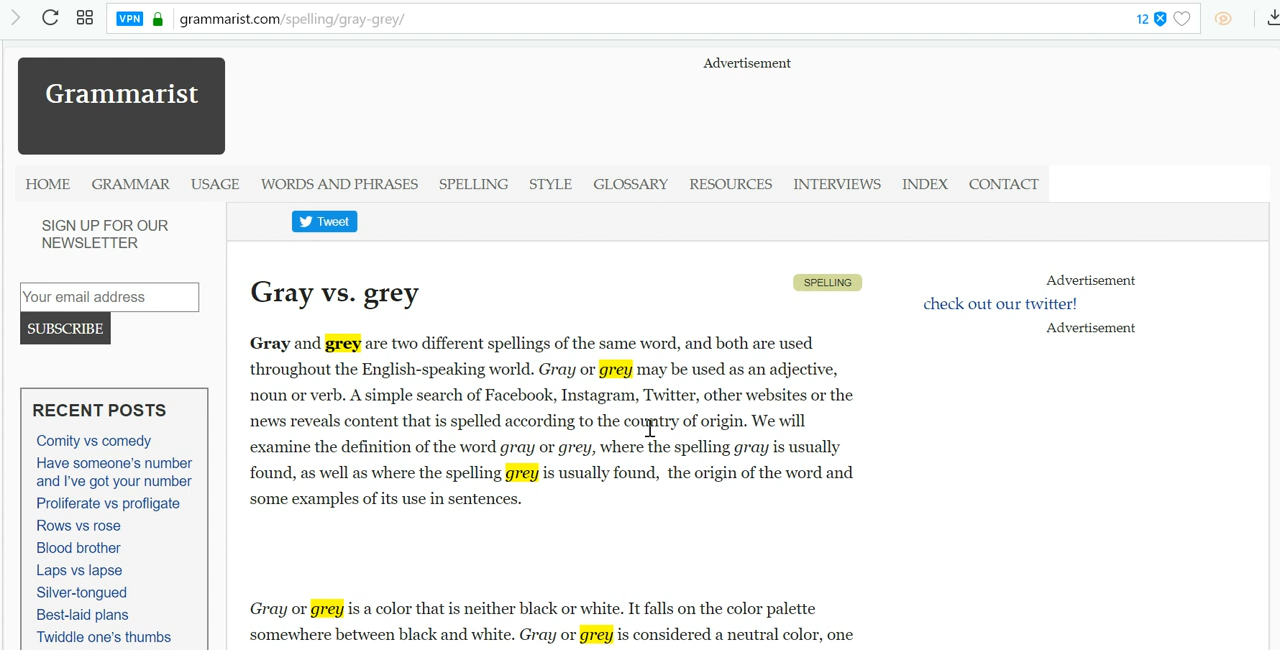 VPN grammarist.com/spelling/gray-grey/ 12
Grammarist
Advertisement
HOME GRAMMAR USAGE WORDS AND PHRASES SPELLING STYLE GLOSSARY RESOURCES INTERVIEWS INDEX CONTACT
SIGN UP FOR OUR
NEWSLETTER
Your email address
SUBSCRIBE
RECENT POSTS
Comity vs comedy
Have someone's number
and I've got your number
Proliferate vs profligate
Rows vs rose
Blood brother
Laps vs lapse
Silver-tongued
Best-laid plans
Twiddle one's thumbs
Tweet
Gray vs. grey
SPELLING
Gray and grey are two different spellings of the same word, and both are used
throughout the English-speaking world. Gray or grey may be used as an adjective,
noun or verb. A simple search of Facebook, Instagram, Twitter, other websites or the
news reveals content that is spelled according to the country of origin. We will
examine the definition of the word gray or grey, where the spelling gray is usually
found, as well as where the spelling grey is usually found, the origin of the word and
some examples of its use in sentences.
Gray or grey is a color that is neither black or white. It falls on the color palette
somewhere between black and white. Gray or grey is considered a neutral color, one
Advertisement
check out our twitter!
Advertisement